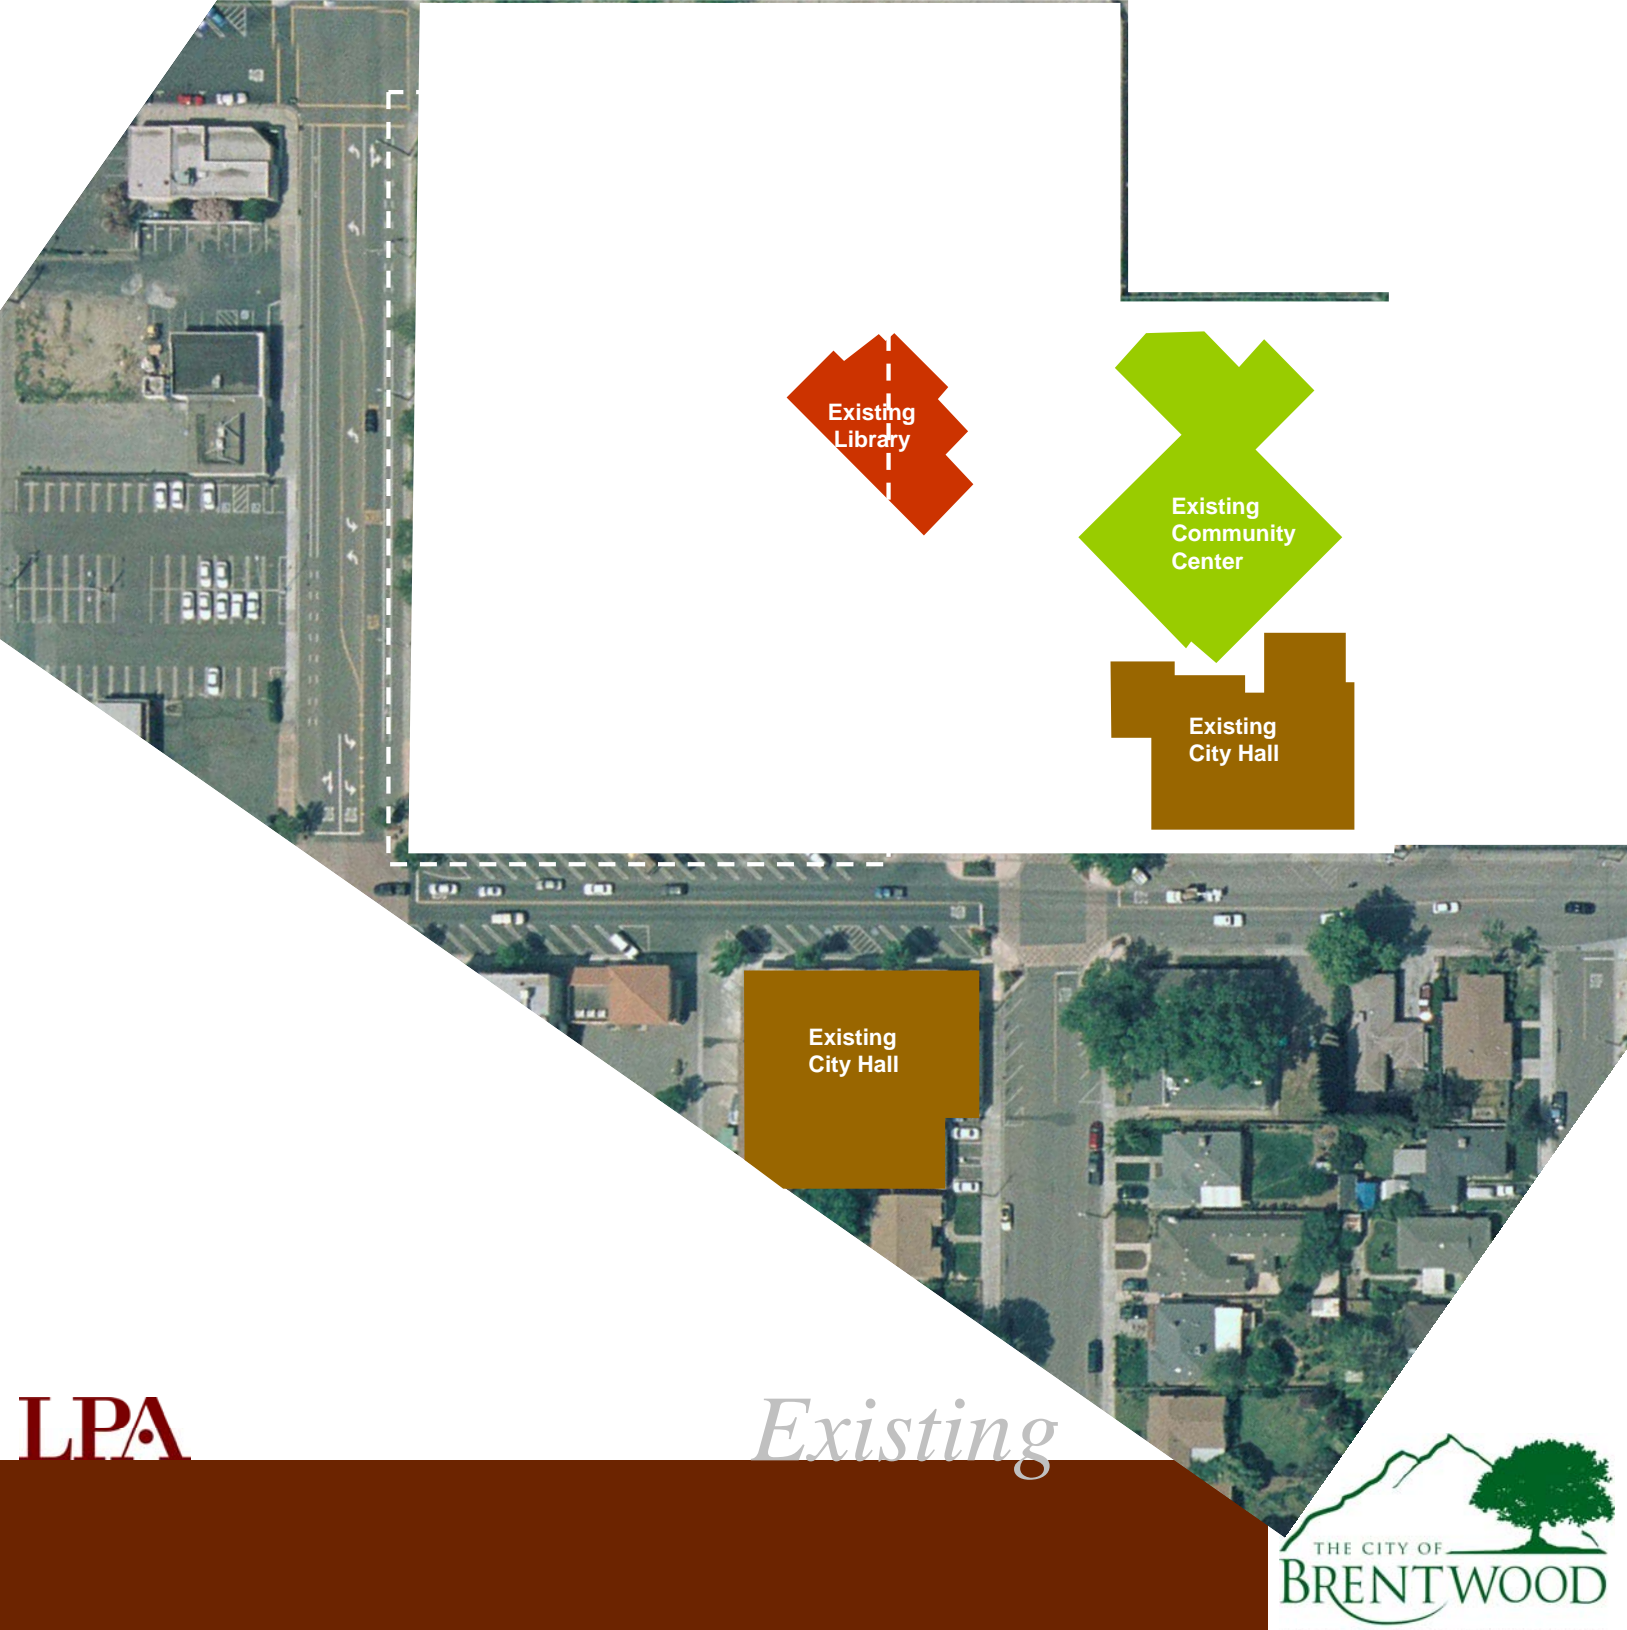 Existing
Library
Existing
Community
Center
Existing
City Hall
Existing
City Hall
LPA
Existing
THE CITY OF
BRENTWOOD